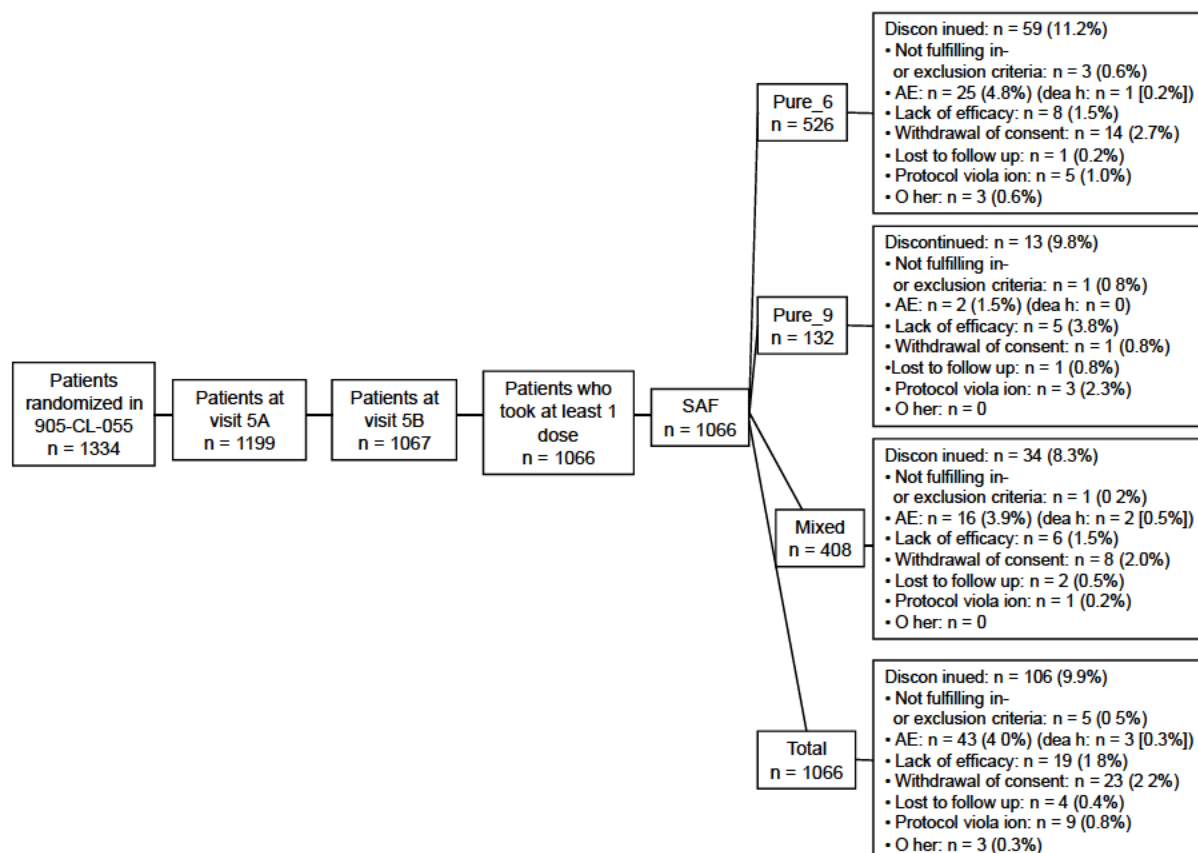 Patients
randomized in
905-CL-055
n = 1334
Patients at
visit 5A
n = 1199
Patients at
visit 5B
n = 1067
Patients who
took at least 1
dose
n = 1066
SAF
n = 1066
Pure_6
n = 526
Discon inued: n = 59 (11.2%)
• Not fulfilling in-
or exclusion criteria: n = 3 (0.6%)
• AE: n = 25 (4.8%) (dea h: n = 1 [0.2%])
• Lack of efficacy: n = 8 (1.5%)
• Withdrawal of consent: n = 14 (2.7%)
• Lost to follow up: n = 1 (0.2%)
• Protocol viola ion: n = 5 (1.0%)
• O her: n = 3 (0.6%)
Pure_9
n = 132
Discontinued: n = 13 (9.8%)
• Not fulfilling in-
or exclusion criteria: n = 1 (0 8%)
• AE: n = 2 (1.5%) (dea h: n = 0)
• Lack of efficacy: n = 5 (3.8%)
• Withdrawal of consent: n = 1 (0.8%)
•Lost to follow up: n = 1 (0.8%)
• Protocol viola ion: n = 3 (2.3%)
• O her: n = 0
Mixed
n = 408
Discon inued: n = 34 (8.3%)
• Not fulfilling in-
or exclusion criteria: n = 1 (0 2%)
• AE: n = 16 (3.9%) (dea h: n = 2 [0.5%])
• Lack of efficacy: n = 6 (1.5%)
• Withdrawal of consent: n = 8 (2.0%)
• Lost to follow up: n = 2 (0.5%)
• Protocol viola ion: n = 1 (0.2%)
• O her: n = 0
Total
n = 1066
Discon inued: n = 106 (9.9%)
• Not fulfilling in-
or exclusion criteria: n = 5 (0 5%)
• AE: n = 43 (4 0%) (dea h: n = 3 [0.3%])
• Lack of efficacy: n = 19 (1 8%)
• Withdrawal of consent: n = 23 (2 2%)
• Lost to follow up: n = 4 (0.4%)
• Protocol viola ion: n = 9 (0.8%)
• O her: n = 3 (0.3%)